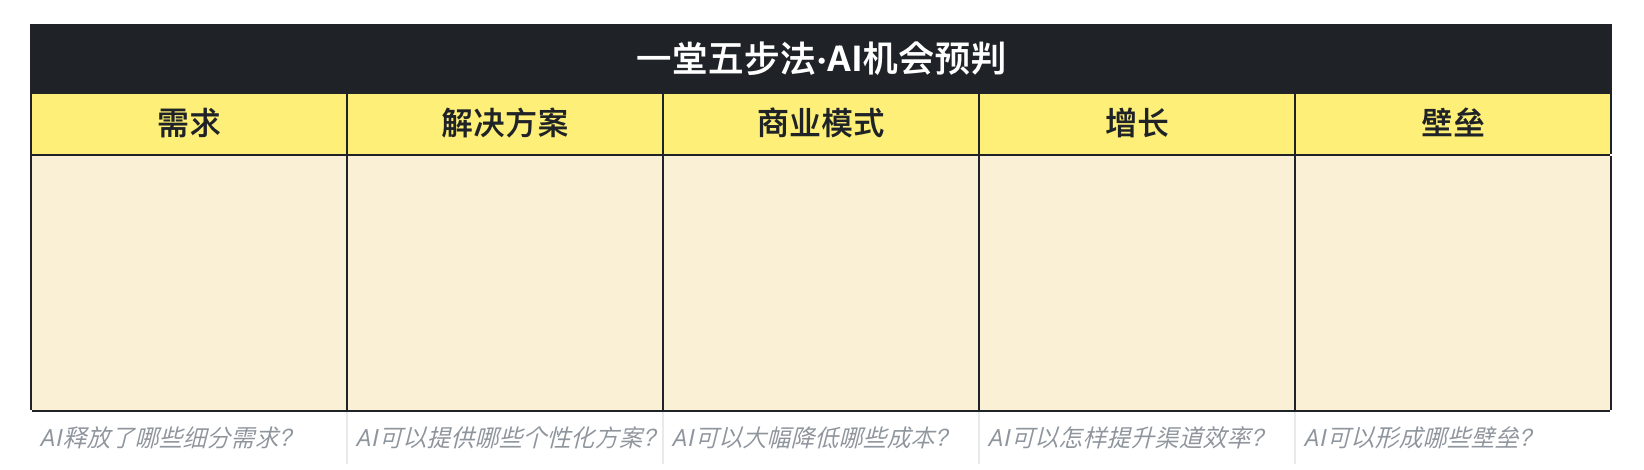 一堂五步法·AI机会预判
需求
解决方案
商业模式
增长
壁垒
AI释放了哪些细分需求?
AI可以提供哪些个性化方案?
AI可以大幅降低哪些成本?
AI可以怎样提升渠道效率?
AI可以形成哪些壁垒?